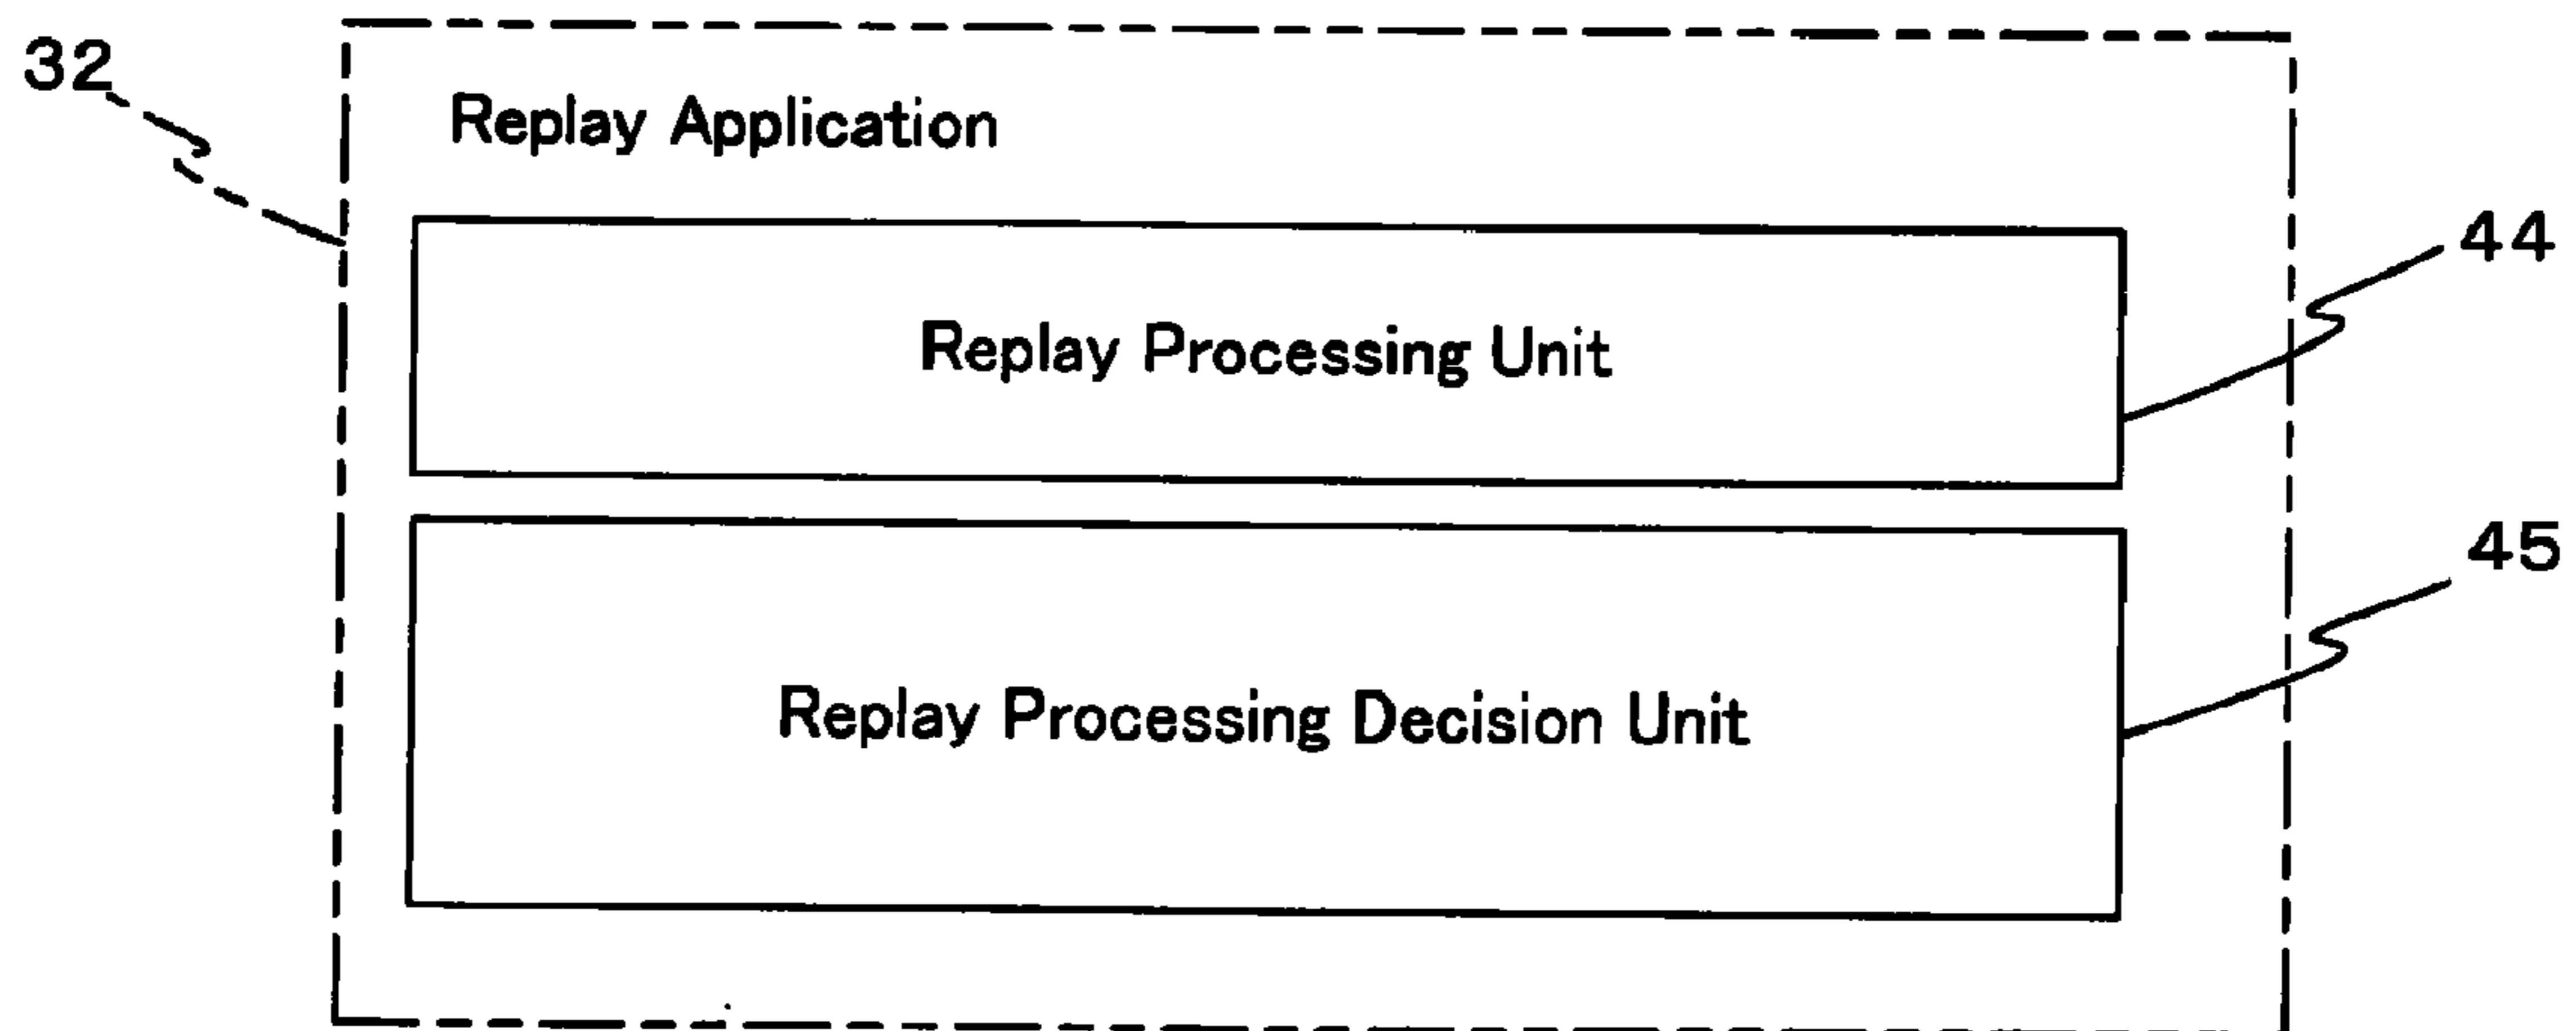 32
Replay Application
44
Replay Processing Unit
45
Replay Processing Decision Unit